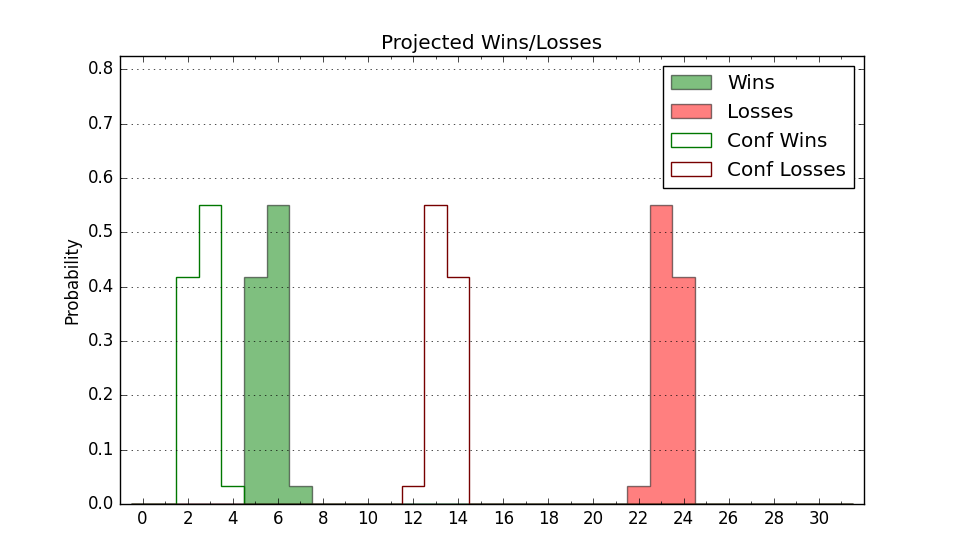 Projected Wins/Losses
Wins
Losses
Conf Wins
Conf Losses
Probability
0.8
0.7
0.6
0.5
0.4
0.3
0.2
0.1
0.0
0 2 4 6 8 10 12 14 16 18 20 22 24 26 28 30